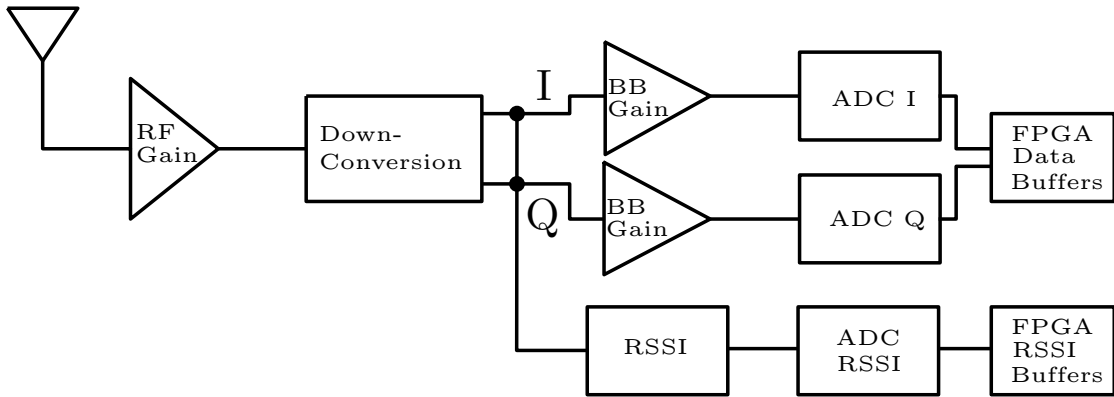 RF
Gain
Down-
Conversion
I
Q
BB
Gain
BB
Gain
ADC I
ADC Q
FPGA
Data
Buffers
RSSI
ADC
RSSI
FPGA
RSSI
Buffers